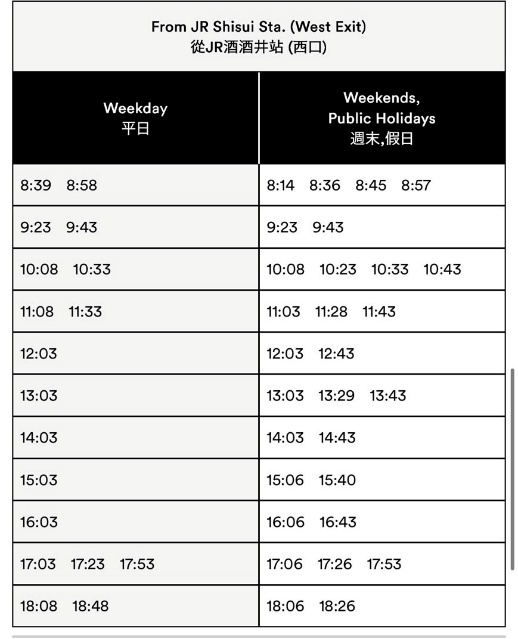 From JR Shisui Sta. (West Exit)
從JR酒酒井站 (西口)
Weekday
平日
Weekends,
Public Holidays
週末,假日
8:39 8:58
8:14 8:36 8:45 8:57
9:23 9:43
9:23 9:43
10:08 10:33
10:08 10:23 10:33 10:43
11:08 11:33
11:03 11:28 11:43
12:03
12:03 12:43
13:03
13:03 13:29 13:43
14:03
14:03 14:43
15:03
15:06 15:40
16:03
16:06 16:43
17:03 17:23 17:53
17:06 17:26 17:53
18:08 18:48
18:06 18:26